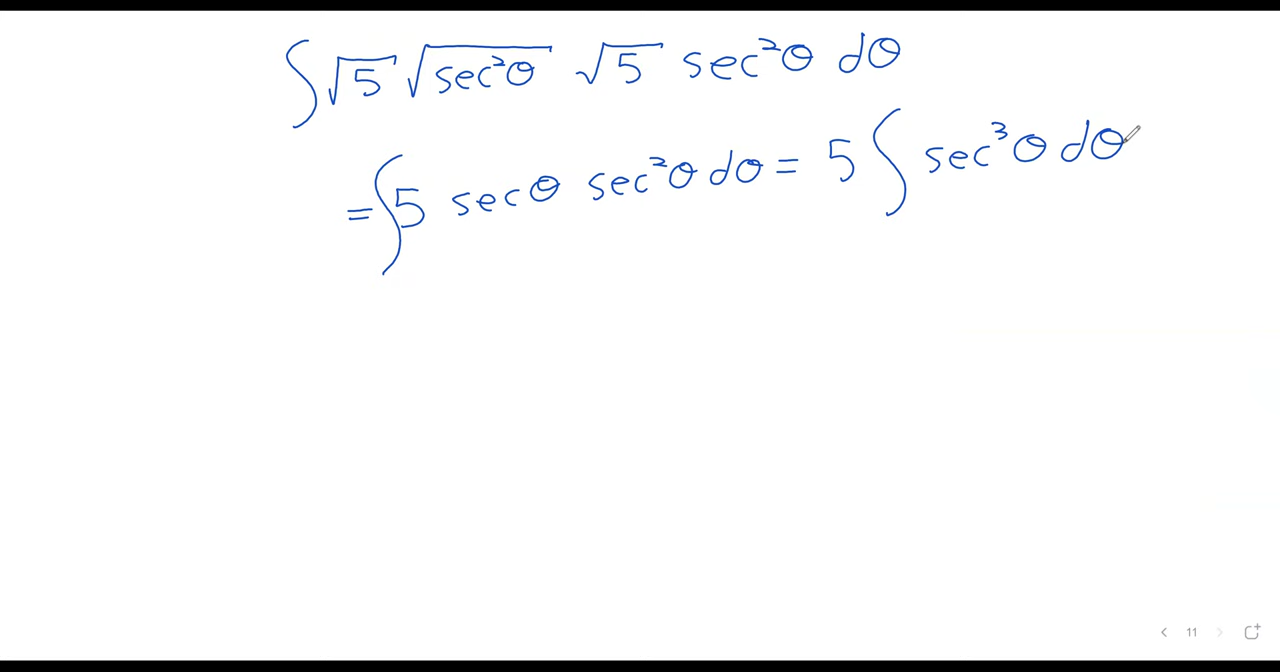 ∫ √5 √sec²θ √5 sec²θ dθ
= ∫ 5 secθ sec²θ dθ = 5 ∫ sec³θ dθ
< 11 >